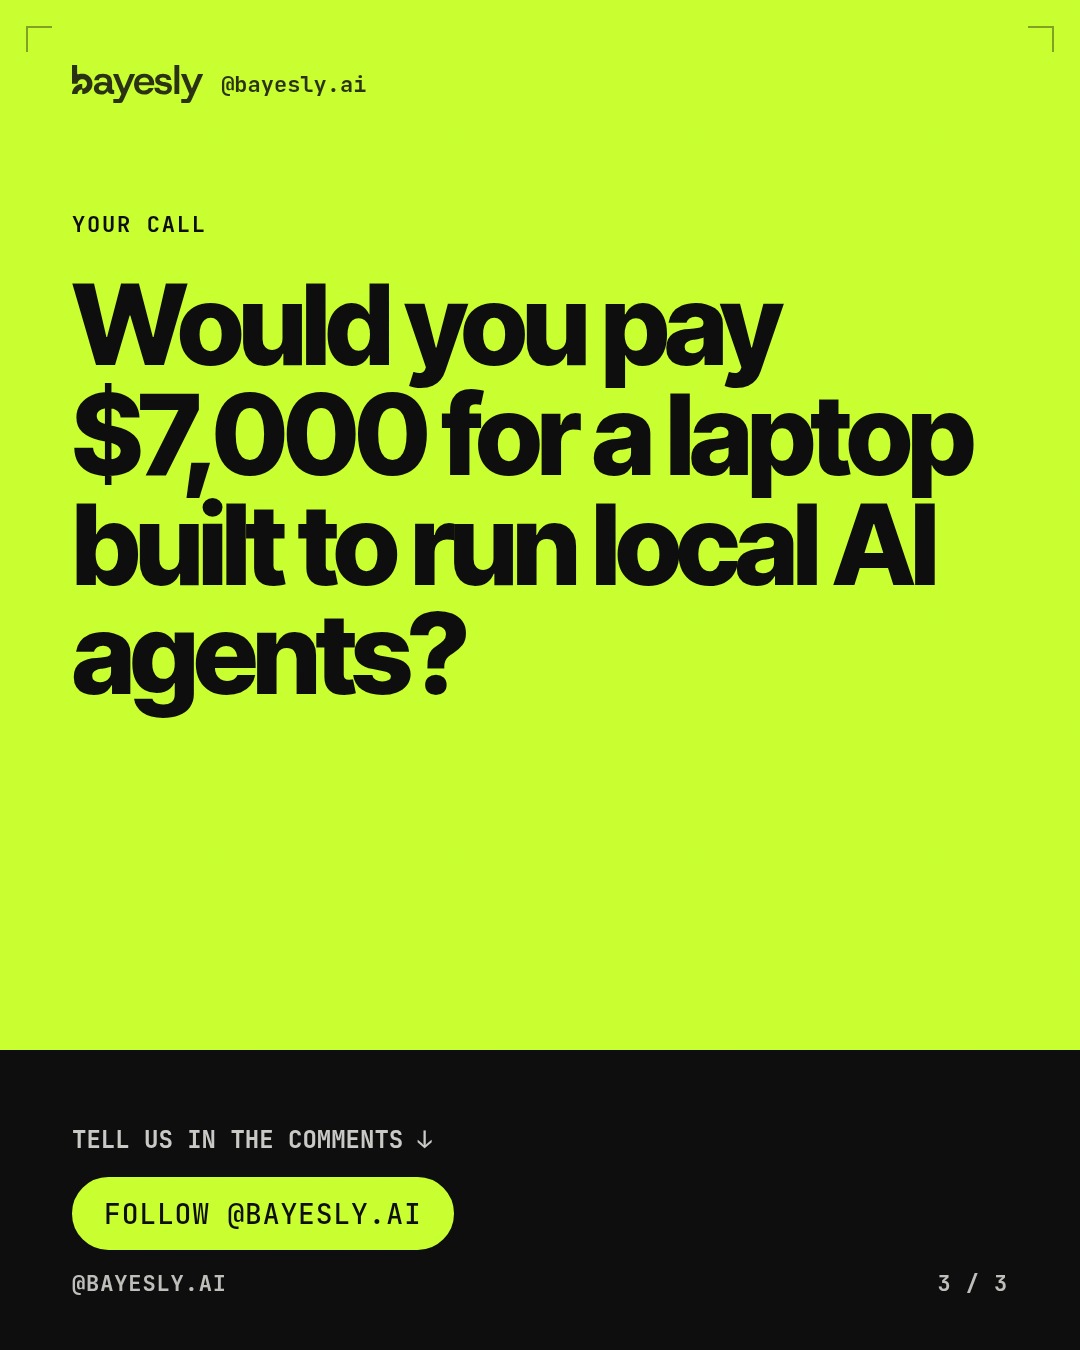 bayesly @bayesly.ai
YOUR CALL
Would you pay
$7,000 for a laptop
built to run local AI
agents?
TELL US IN THE COMMENTS ↓
FOLLOW @BAYESLY.AI
@BAYESLY.AI
3 / 3